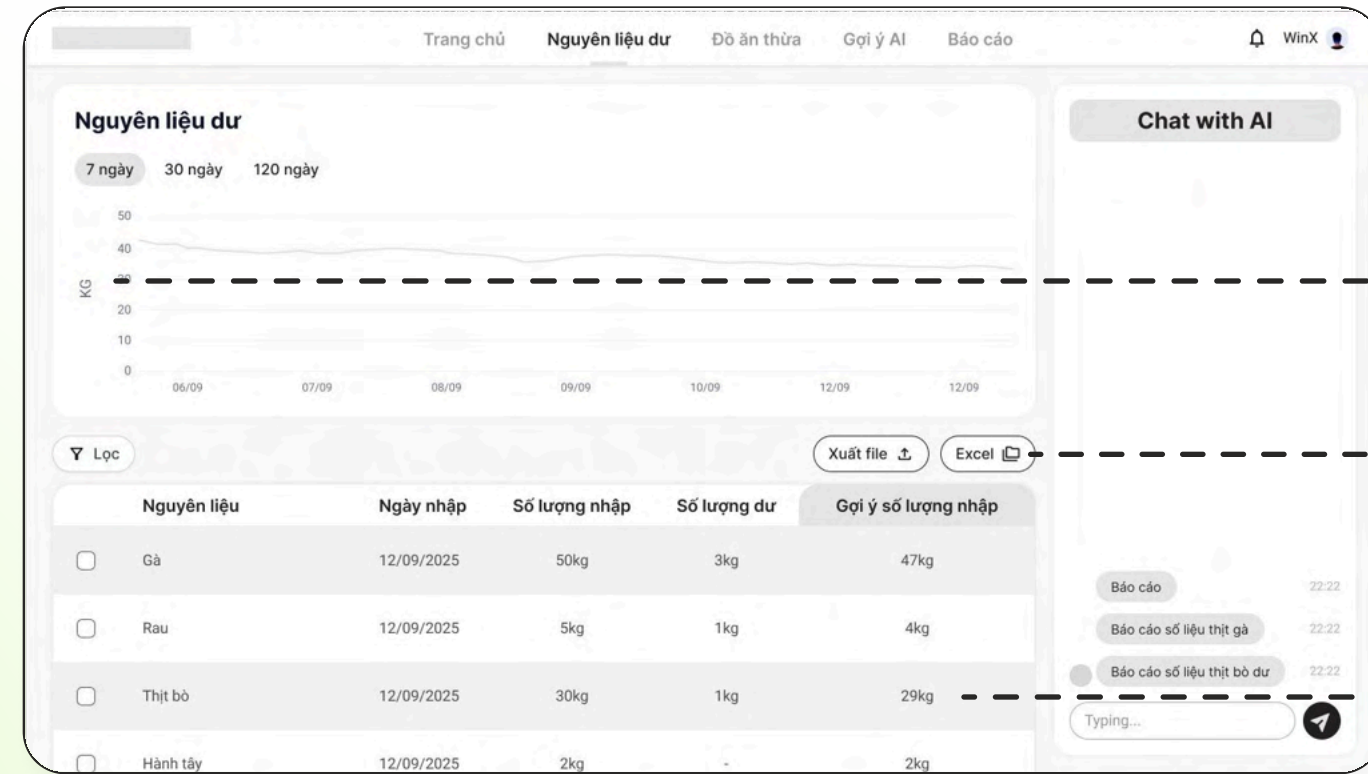 Trang chủ Nguyên liệu dư Đồ ăn thừa Gợi ý AI Báo cáo WinX
Nguyên liệu dư
7 ngày 30 ngày 120 ngày
KG
50
40
30
20
10
0
06/09 07/09 08/09 09/09 10/09 12/09 12/09
Lọc Xuất file Excel
Nguyên liệu Ngày nhập Số lượng nhập Số lượng dư Gợi ý số lượng nhập
Gà 12/09/2025 50kg 3kg 47kg
Rau 12/09/2025 5kg 1kg 4kg
Thịt bò 12/09/2025 30kg 1kg 29kg
Hành tây 12/09/2025 2kg - 2kg
Chat with AI
Báo cáo 22:22
Báo cáo số liệu thịt gà 22:22
Báo cáo số liệu thịt bò dư 22:22
Typing...